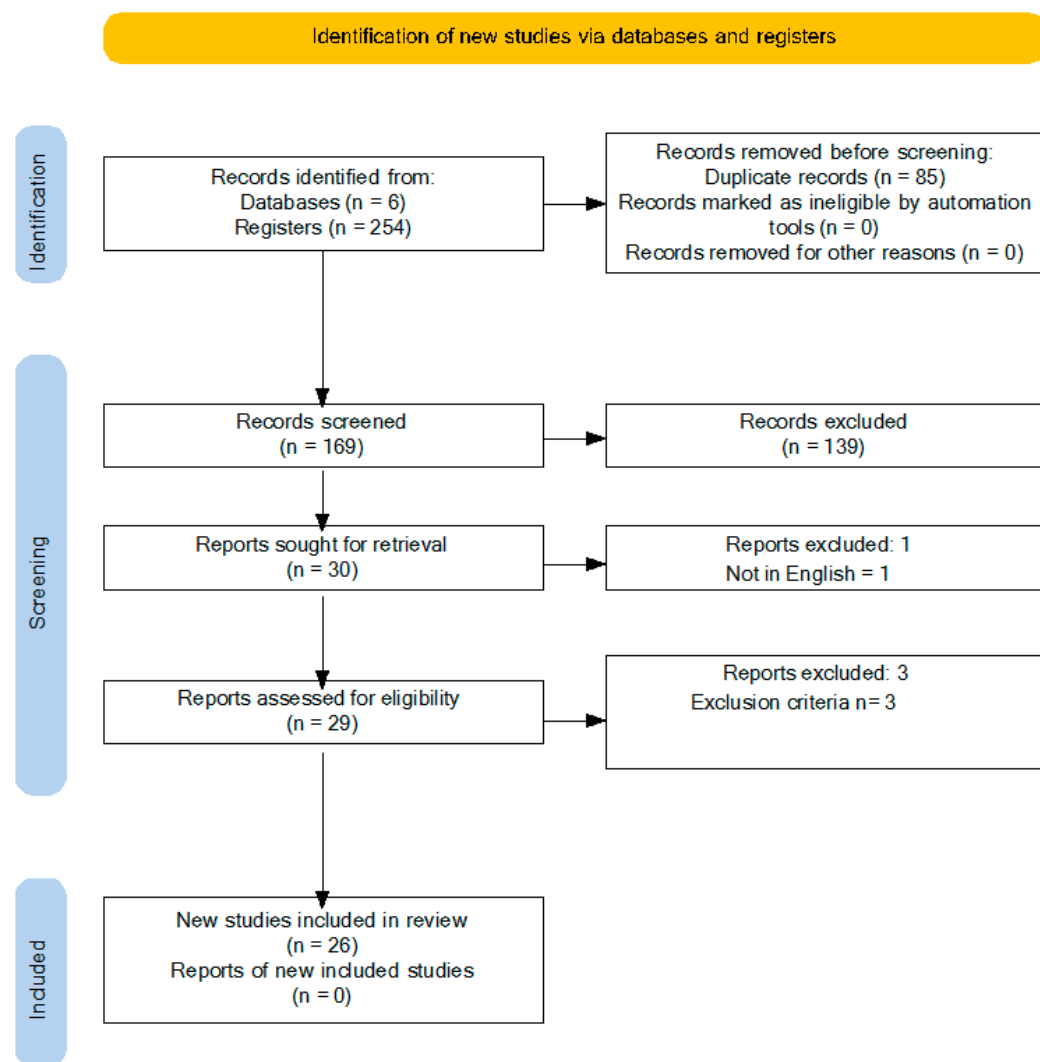 Identification of new studies via databases and registers
Identification
Records identified from:
Databases (n = 6)
Registers (n = 254)
Records removed before screening:
Duplicate records (n = 85)
Records marked as ineligible by automation
tools (n = 0)
Records removed for other reasons (n = 0)
Screening
Records screened
(n = 169)
Records excluded
(n = 139)
Reports sought for retrieval
(n = 30)
Reports excluded: 1
Not in English = 1
Reports assessed for eligibility
(n = 29)
Reports excluded: 3
Exclusion criteria n= 3
Included
New studies included in review
(n = 26)
Reports of new included studies
(n = 0)